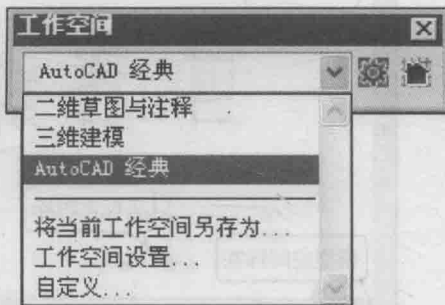 工作空间
AutoCAD 经典
二维草图与注释
三维建模
AutoCAD 经典
将当前工作空间另存为...
工作空间设置...
自定义...